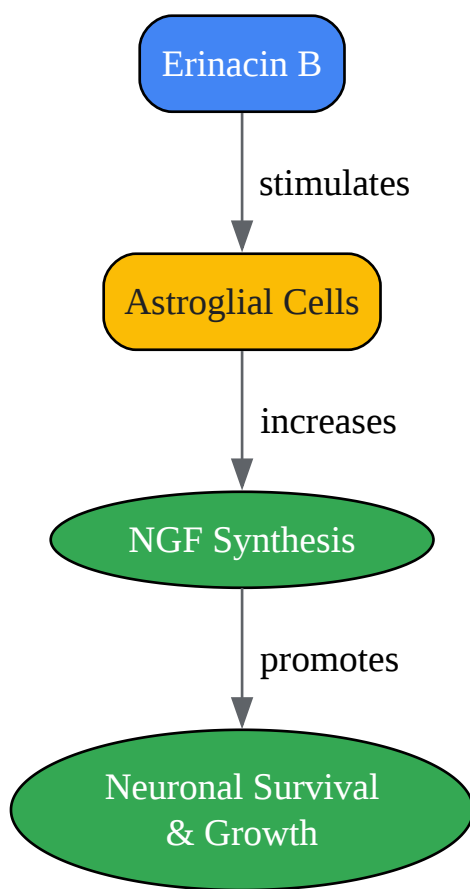 Erinacin B
stimulates
Astroglial Cells
increases
NGF Synthesis
promotes
Neuronal Survival
& Growth